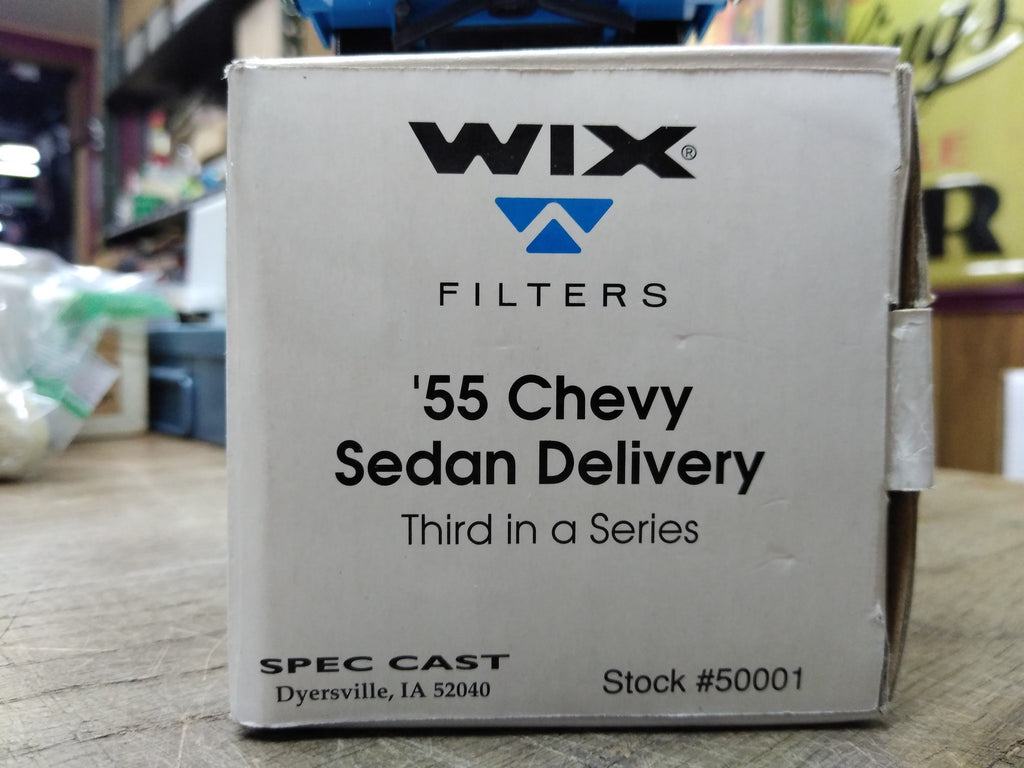 WIX®
FILTERS
'55 Chevy
Sedan Delivery
Third in a Series
SPEC CAST
Dyersville, IA 52040
Stock #50001